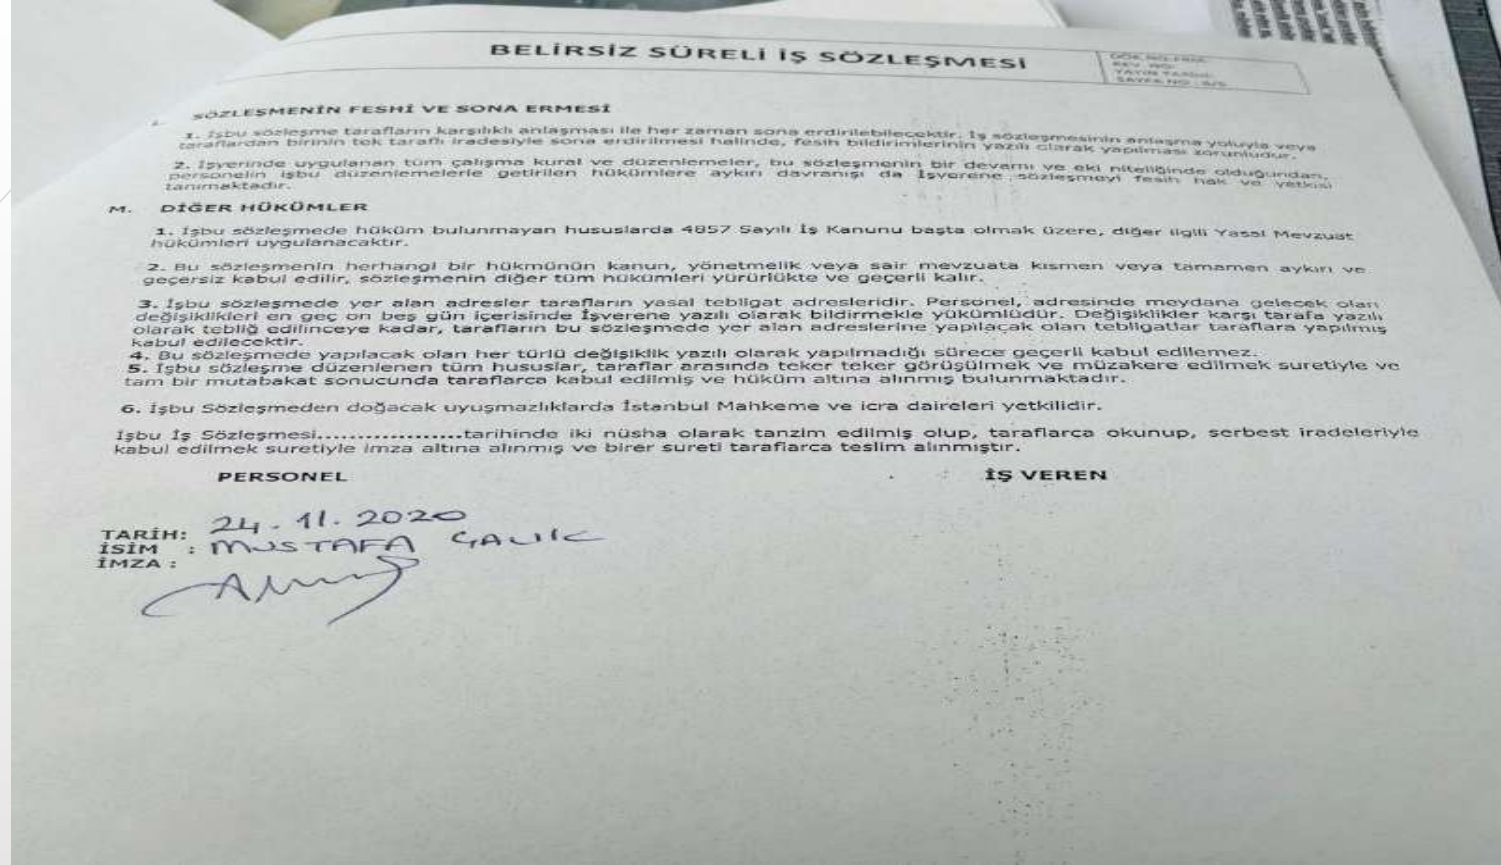 BELİRSİZ SÜRELİ İŞ SÖZLEŞMESİ
DOK. NO: FRM-
REV. NO:
YAYIN TARİHİ:
SAYFA NO : 6/6
SÖZLEŞMENİN FESHİ VE SONA ERMESİ
1. İşbu sözleşme tarafların karşılıklı anlaşması ile her zaman sona erdirilebilecektir. İş sözleşmesinin anlaşma yoluyla veya
taraflardan birinin tek taraflı iradesiyle sona erdirilmesi halinde, fesih bildirimlerinin yazılı olarak yapılması zorunludur.
2. İşyerinde uygulanan tüm çalışma kural ve düzenlemeler, bu sözleşmenin bir devamı ve eki niteliğinde olduğundan,
personelin işbu düzenlemelerle getirilen hükümlere aykırı davranışı da İşverene sözleşmeyi fesih hak ve yetkisi
tanımaktadır.
M. DİĞER HÜKÜMLER
1. İşbu sözleşmede hüküm bulunmayan hususlarda 4857 Sayılı İş Kanunu başta olmak üzere, diğer ilgili Yasal Mevzuat
hükümleri uygulanacaktır.
2. Bu sözleşmenin herhangi bir hükmünün kanun, yönetmelik veya sair mevzuata kısmen veya tamamen aykırı ve
geçersiz kabul edilir, sözleşmenin diğer tüm hükümleri yürürlükte ve geçerli kalır.
3. İşbu sözleşmede yer alan adresler tarafların yasal tebligat adresleridir. Personel, adresinde meydana gelecek olan
değişiklikleri en geç on beş gün içerisinde İşverene yazılı olarak bildirmekle yükümlüdür. Değişiklikler karşı tarafa yazılı
olarak tebliğ edilinceye kadar, tarafların bu sözleşmede yer alan adreslerine yapılacak olan tebligatlar taraflara yapılmış
kabul edilecektir.
4. Bu sözleşmede yapılacak olan her türlü değişiklik yazılı olarak yapılmadığı sürece geçerli kabul edilemez.
5. İşbu sözleşme düzenlenen tüm hususlar, taraflar arasında teker teker görüşülmek ve müzakere edilmek suretiyle ve
tam bir mutabakat sonucunda taraflarca kabul edilmiş ve hüküm altına alınmış bulunmaktadır.
6. İşbu Sözleşmeden doğacak uyuşmazlıklarda İstanbul Mahkeme ve icra daireleri yetkilidir.
İşbu İş Sözleşmesi..................tarihinde iki nüsha olarak tanzim edilmiş olup, taraflarca okunup, serbest iradeleriyle
kabul edilmek suretiyle imza altına alınmış ve birer sureti taraflarca teslim alınmıştır.
PERSONEL İŞ VEREN
TARİH: 24.11.2020
İSİM : MUSTAFA ÇALIK
İMZA :